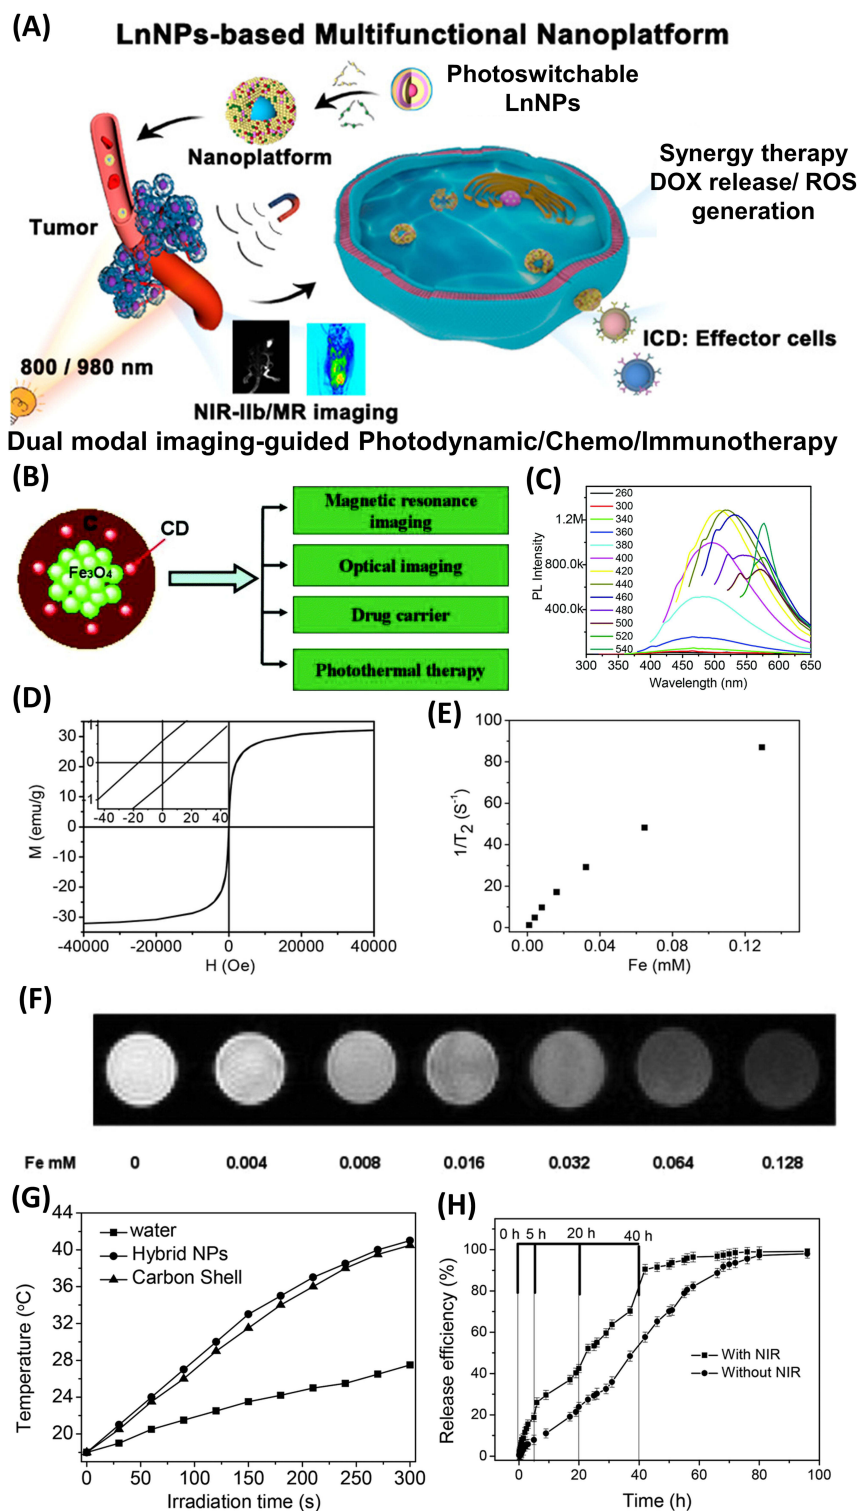 (A)
LnNPs-based Multifunctional Nanoplatform
Photoswitchable
LnNPs
Nanoplatform
Synergy therapy
DOX release/ ROS
generation
Tumor
ICD: Effector cells
800 / 980 nm
NIR-IIb/MR imaging
Dual modal imaging-guided Photodynamic/Chemo/Immunotherapy
(B)
C
CD
Fe3O4
Magnetic resonance
imaging
Optical imaging
Drug carrier
Photothermal therapy
(C)
PL Intensity
1.2M
800.0k
400.0k
260
300
340
360
380
400
420
440
460
480
500
520
540
300 350 400 450 500 550 600 650
Wavelength (nm)
(D)
M (emu/g)
30
20
10
0
-10
-20
-30
1
0
-1
-40 -20 0 20 40
-40000 -20000 0 20000 40000
H (Oe)
(E)
1/T2 (S-1)
100
80
60
40
20
0
0.00 0.04 0.08 0.12
Fe (mM)
(F)
Fe mM 0 0.004 0.008 0.016 0.032 0.064 0.128
(G)
Temperature (ºC)
44
40
36
32
28
24
20
water
Hybrid NPs
Carbon Shell
0 50 100 150 200 250 300
Irradiation time (s)
(H)
Release efficiency (%)
100
80
60
40
20
0
0 h 5 h 20 h 40 h
With NIR
Without NIR
0 20 40 60 80 100
Time (h)